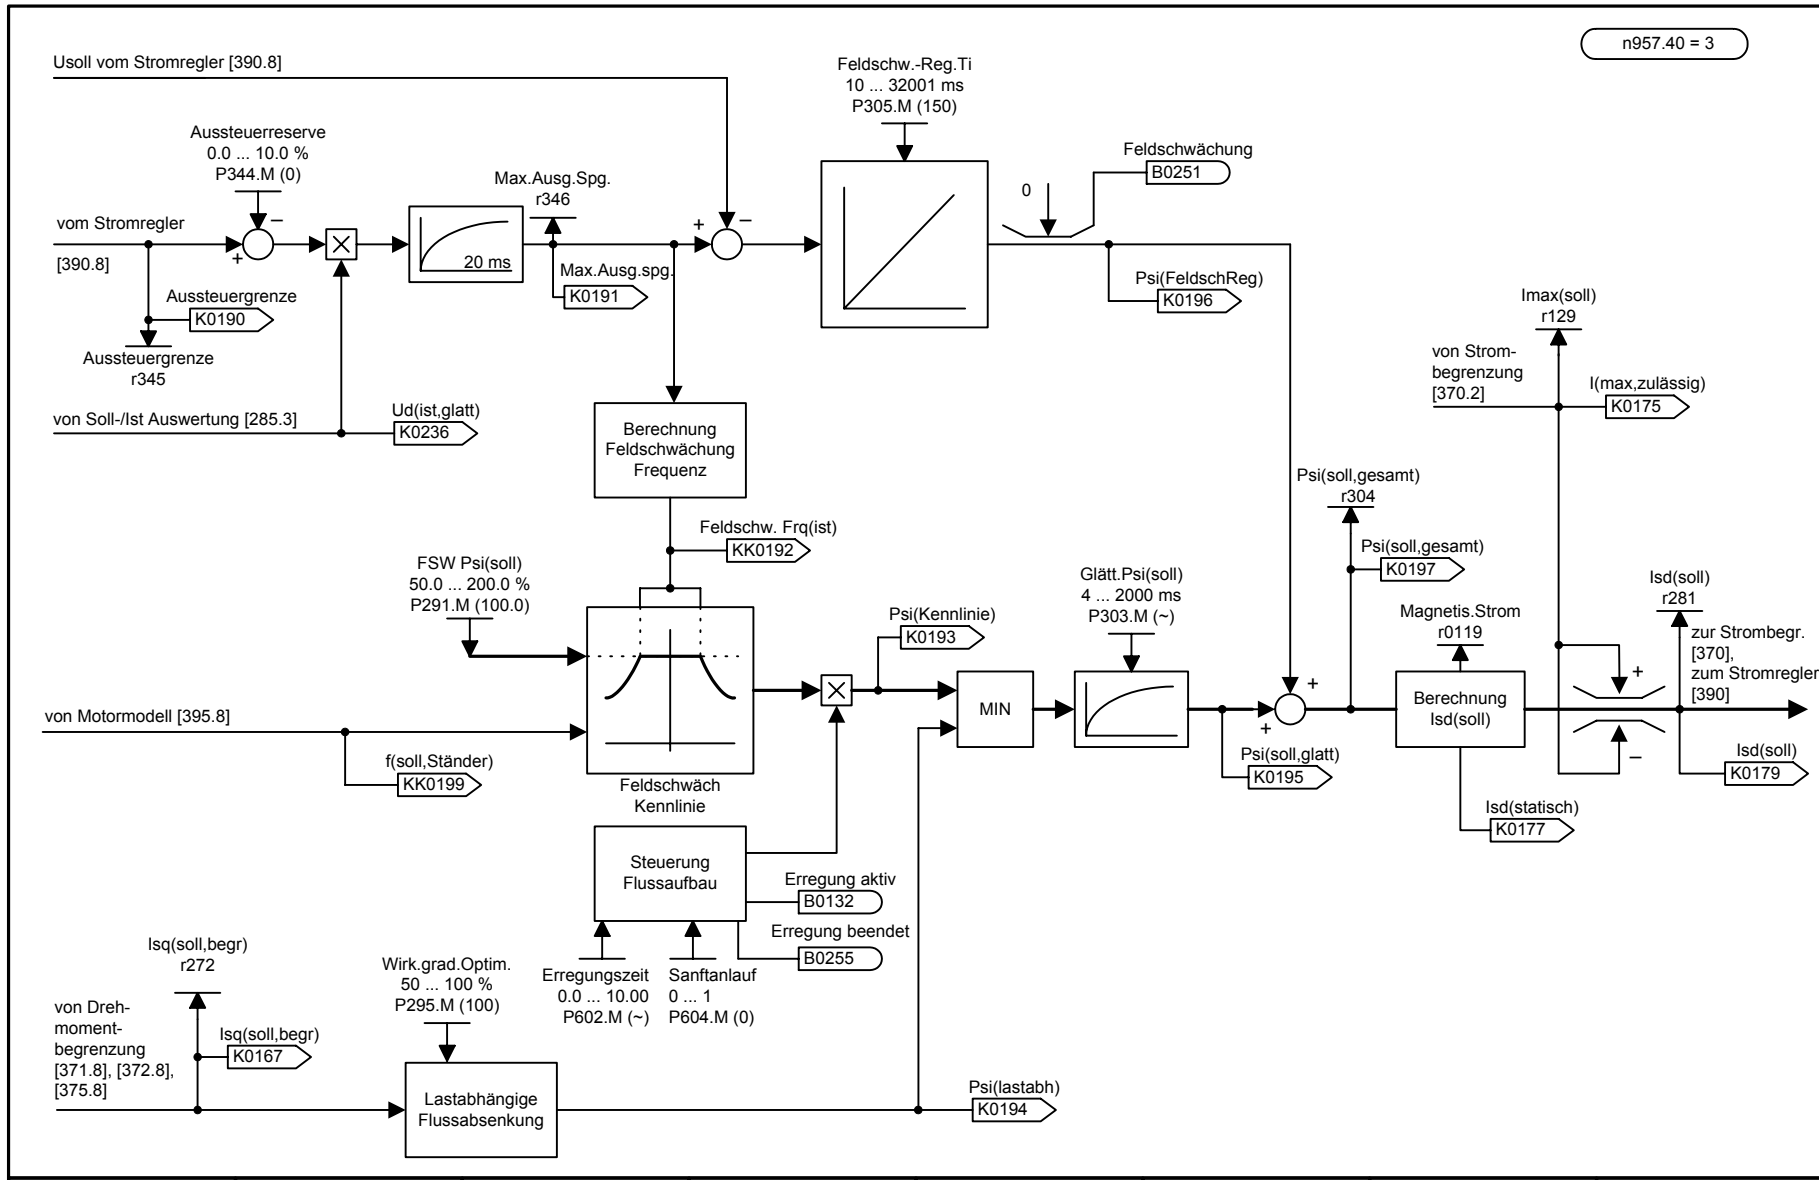 n957.40 = 3
Usoll vom Stromregler [390.8]
Feldschw.-Reg.Ti
10 ... 32001 ms
P305.M (150)
Aussteuerreserve
0.0 ... 10.0 %
P344.M (0)
Feldschwächung
B0251
Max.Ausg.Spg.
r346
0
vom Stromregler
[390.8]
−
+
+
−
20 ms
Max.Ausg.spg.
K0191
Psi(FeldschReg)
K0196
Aussteuergrenze
K0190
Aussteuergrenze
r345
Imax(soll)
r129
von Strom-
begrenzung
[370.2]
I(max,zulässig)
K0175
von Soll-/Ist Auswertung [285.3]
Ud(ist,glatt)
K0236
Berechnung
Feldschwächung
Frequenz
Psi(soll,gesamt)
r304
Feldschw. Frq(ist)
KK0192
Psi(soll,gesamt)
K0197
FSW Psi(soll)
50.0 ... 200.0 %
P291.M (100.0)
Glätt.Psi(soll)
4 ... 2000 ms
P303.M (~)
Isd(soll)
r281
Psi(Kennlinie)
K0193
Magnetis.Strom
r0119
zur Strombegr.
[370],
zum Stromregler
[390]
+
+
+
−
MIN
Berechnung
Isd(soll)
von Motormodell [395.8]
f(soll,Ständer)
KK0199
Feldschwäch
Kennlinie
Psi(soll,glatt)
K0195
Isd(soll)
K0179
Isd(statisch)
K0177
Steuerung
Flussaufbau
Erregung aktiv
B0132
Erregung beendet
B0255
Isq(soll,begr)
r272
Wirk.grad.Optim.
50 ... 100 %
P295.M (100)
Erregungszeit
0.0 ... 10.00
P602.M (~)
Sanftanlauf
0 ... 1
P604.M (0)
von Dreh-
moment-
begrenzung
[371.8], [372.8],
[375.8]
Isq(soll,begr)
K0167
Lastabhängige
Flussabsenkung
Psi(lastabh)
K0194